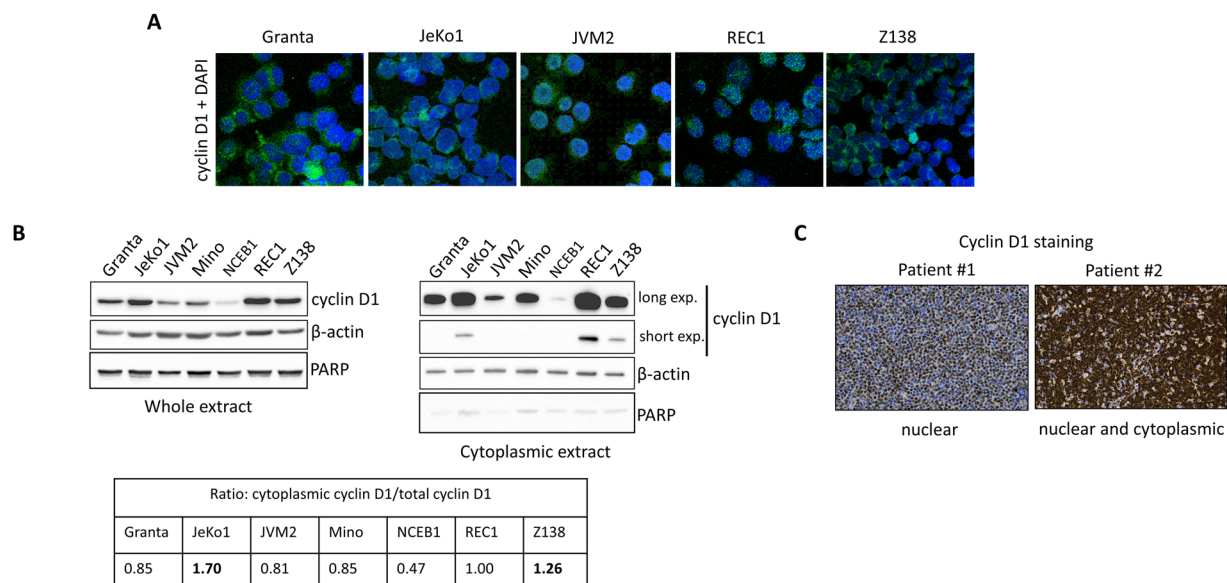 A
Granta JeKo1 JVM2 REC1 Z138
cyclin D1 + DAPI
B
Granta JeKo1 JVM2 Mino NCEB1 REC1 Z138
cyclin D1
β-actin
PARP
Whole extract
Granta JeKo1 JVM2 Mino NCEB1 REC1 Z138
long exp.
short exp.
cyclin D1
β-actin
PARP
Cytoplasmic extract
Ratio: cytoplasmic cyclin D1/total cyclin D1
Granta JeKo1 JVM2 Mino NCEB1 REC1 Z138
0.85 1.70 0.81 0.85 0.47 1.00 1.26
C
Cyclin D1 staining
Patient #1 Patient #2
nuclear nuclear and cytoplasmic